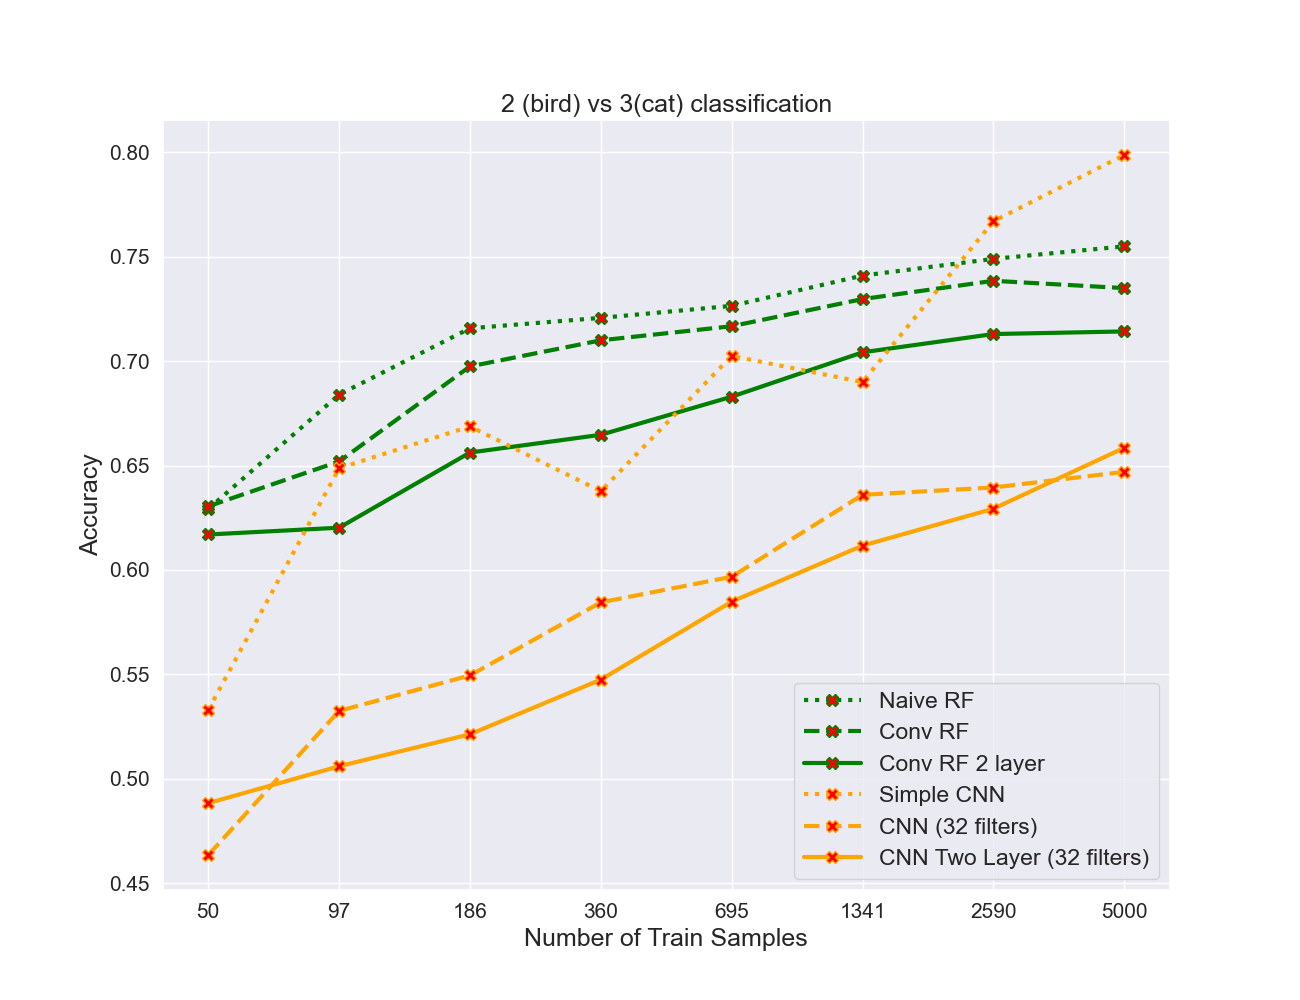 2 (bird) vs 3(cat) classification
0.80
0.75
0.70
0.65
0.60
0.55
0.50
0.45
Accuracy
Naive RF
Conv RF
Conv RF 2 layer
Simple CNN
CNN (32 filters)
CNN Two Layer (32 filters)
50 97 186 360 695 1341 2590 5000
Number of Train Samples